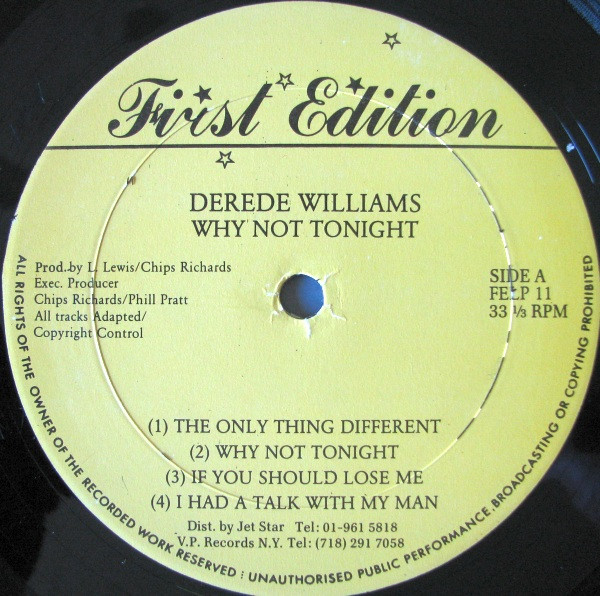 First Edition
DEREDE WILLIAMS
WHY NOT TONIGHT
Prod. by L. Lewis/Chips Richards
Exec. Producer
Chips Richards/Phill Pratt
All tracks Adapted/
Copyright Control
SIDE A
FELP 11
33 ⅓ RPM
(1) THE ONLY THING DIFFERENT
(2) WHY NOT TONIGHT
(3) IF YOU SHOULD LOSE ME
(4) I HAD A TALK WITH MY MAN
Dist. by Jet Star Tel: 01-961 5818
V.P. Records N.Y. Tel: (718) 291 7058
ALL RIGHTS OF THE OWNER OF THE RECORDED WORK RESERVED : UNAUTHORISED PUBLIC PERFORMANCE. BROADCASTING OR COPYING PROHIBITED